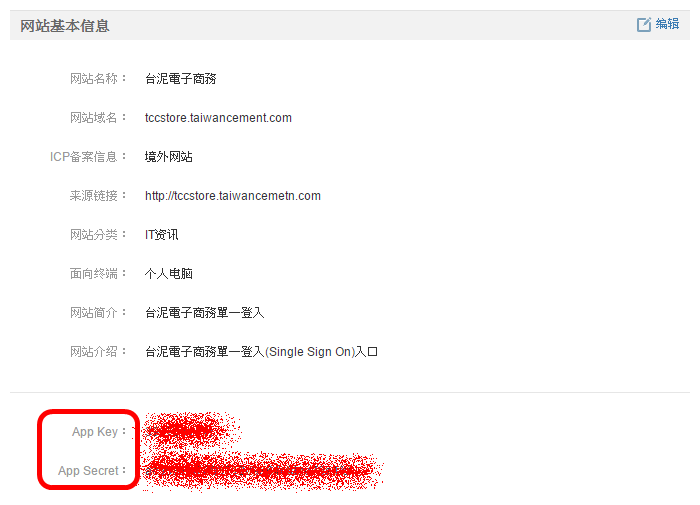 网站基本信息 编辑
网站名称： 台泥電子商務
网站域名： tccstore.taiwancement.com
ICP备案信息： 境外网站
来源链接： http://tccstore.taiwancemetn.com
网站分类： IT资讯
面向终端： 个人电脑
网站简介： 台泥電子商務單一登入
网站介绍： 台泥電子商務單一登入(Single Sign On)入口
App Key：
App Secret：